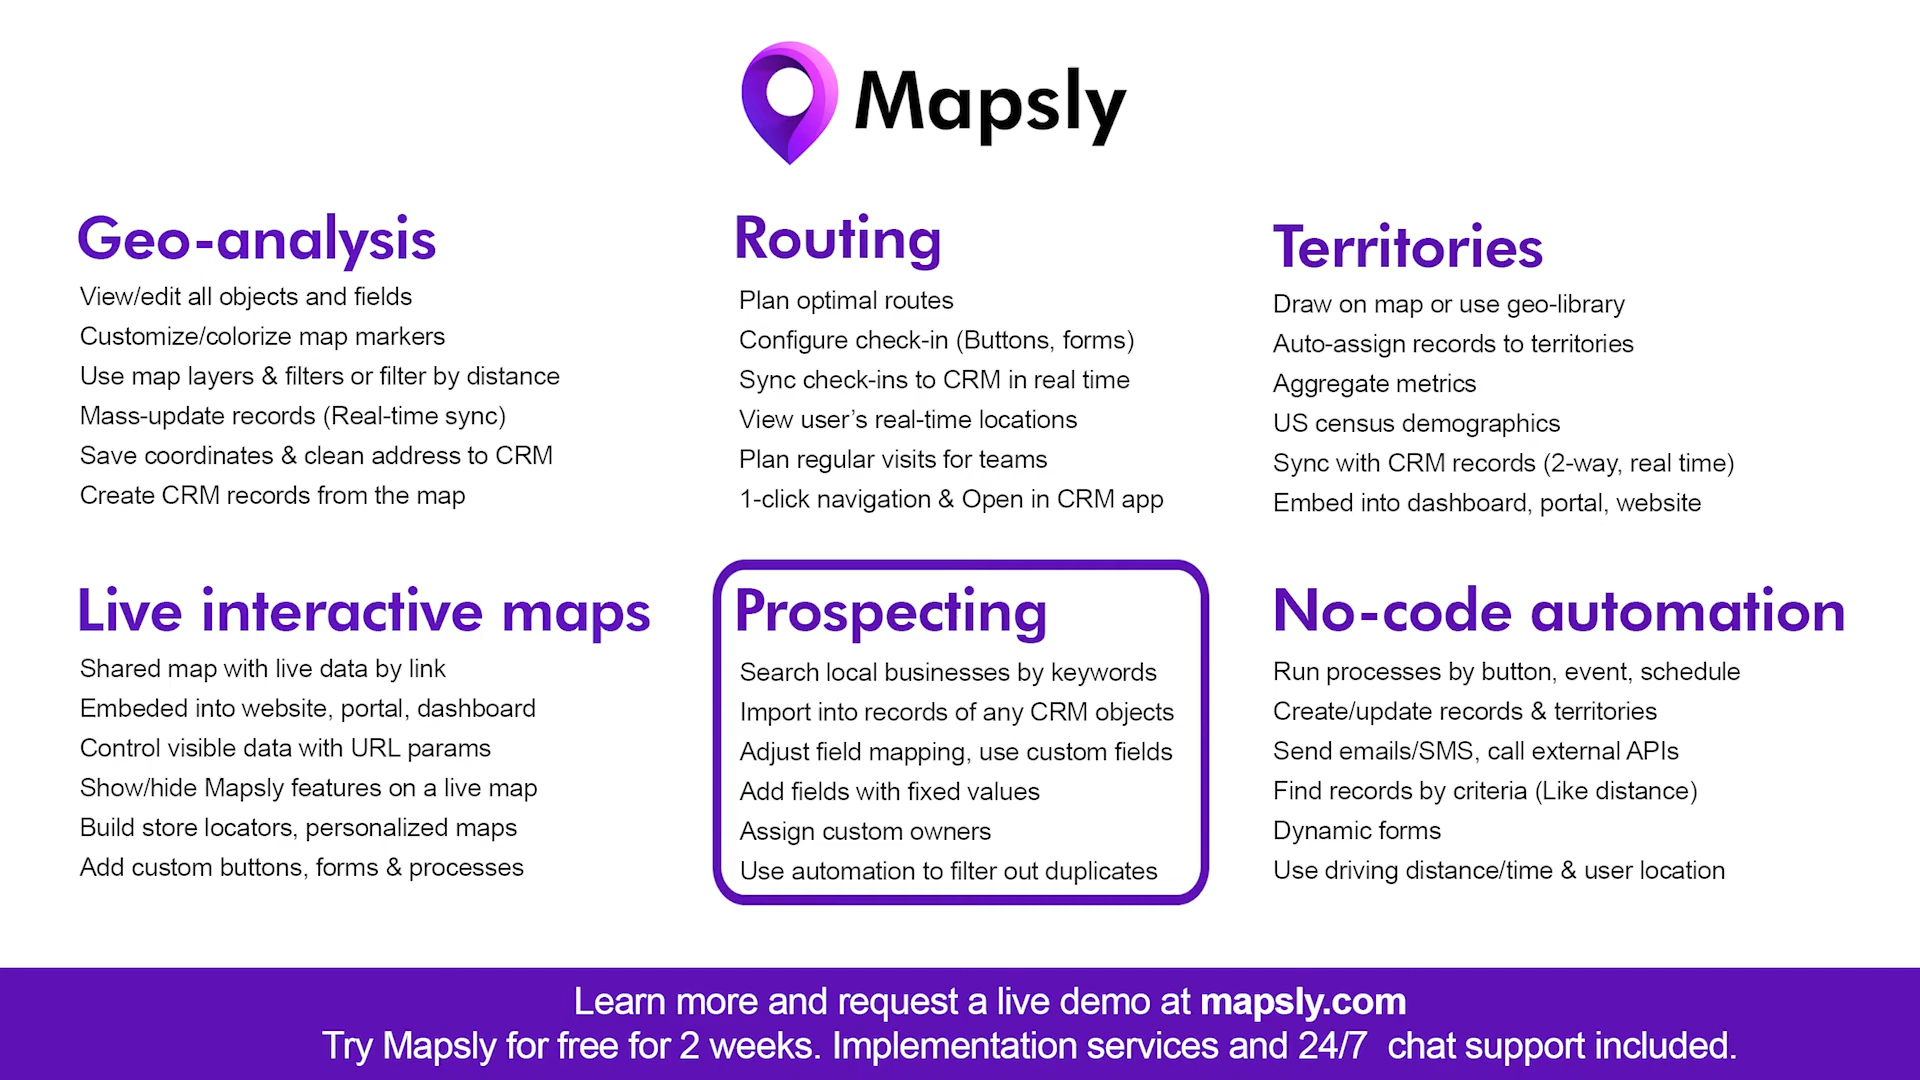 Mapsly
Geo-analysis
View/edit all objects and fields
Customize/colorize map markers
Use map layers & filters or filter by distance
Mass-update records (Real-time sync)
Save coordinates & clean address to CRM
Create CRM records from the map
Routing
Plan optimal routes
Configure check-in (Buttons, forms)
Sync check-ins to CRM in real time
View user’s real-time locations
Plan regular visits for teams
1-click navigation & Open in CRM app
Territories
Draw on map or use geo-library
Auto-assign records to territories
Aggregate metrics
US census demographics
Sync with CRM records (2-way, real time)
Embed into dashboard, portal, website
Live interactive maps
Shared map with live data by link
Embeded into website, portal, dashboard
Control visible data with URL params
Show/hide Mapsly features on a live map
Build store locators, personalized maps
Add custom buttons, forms & processes
Prospecting
Search local businesses by keywords
Import into records of any CRM objects
Adjust field mapping, use custom fields
Add fields with fixed values
Assign custom owners
Use automation to filter out duplicates
No-code automation
Run processes by button, event, schedule
Create/update records & territories
Send emails/SMS, call external APIs
Find records by criteria (Like distance)
Dynamic forms
Use driving distance/time & user location
Learn more and request a live demo at mapsly.com
Try Mapsly for free for 2 weeks. Implementation services and 24/7 chat support included.